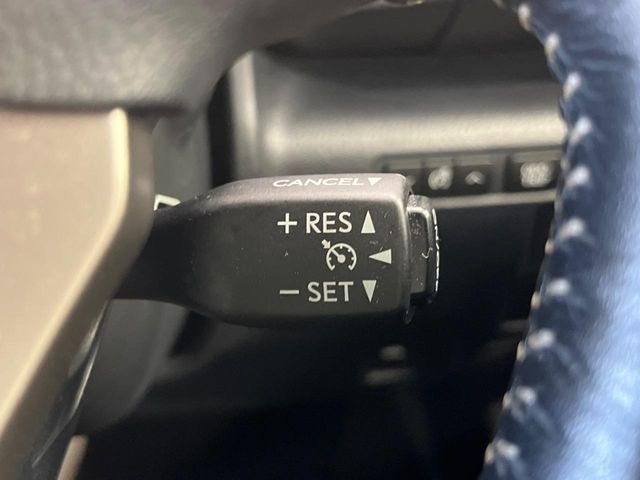 CANCEL▼
+ RES ▲
◀
− SET ▼